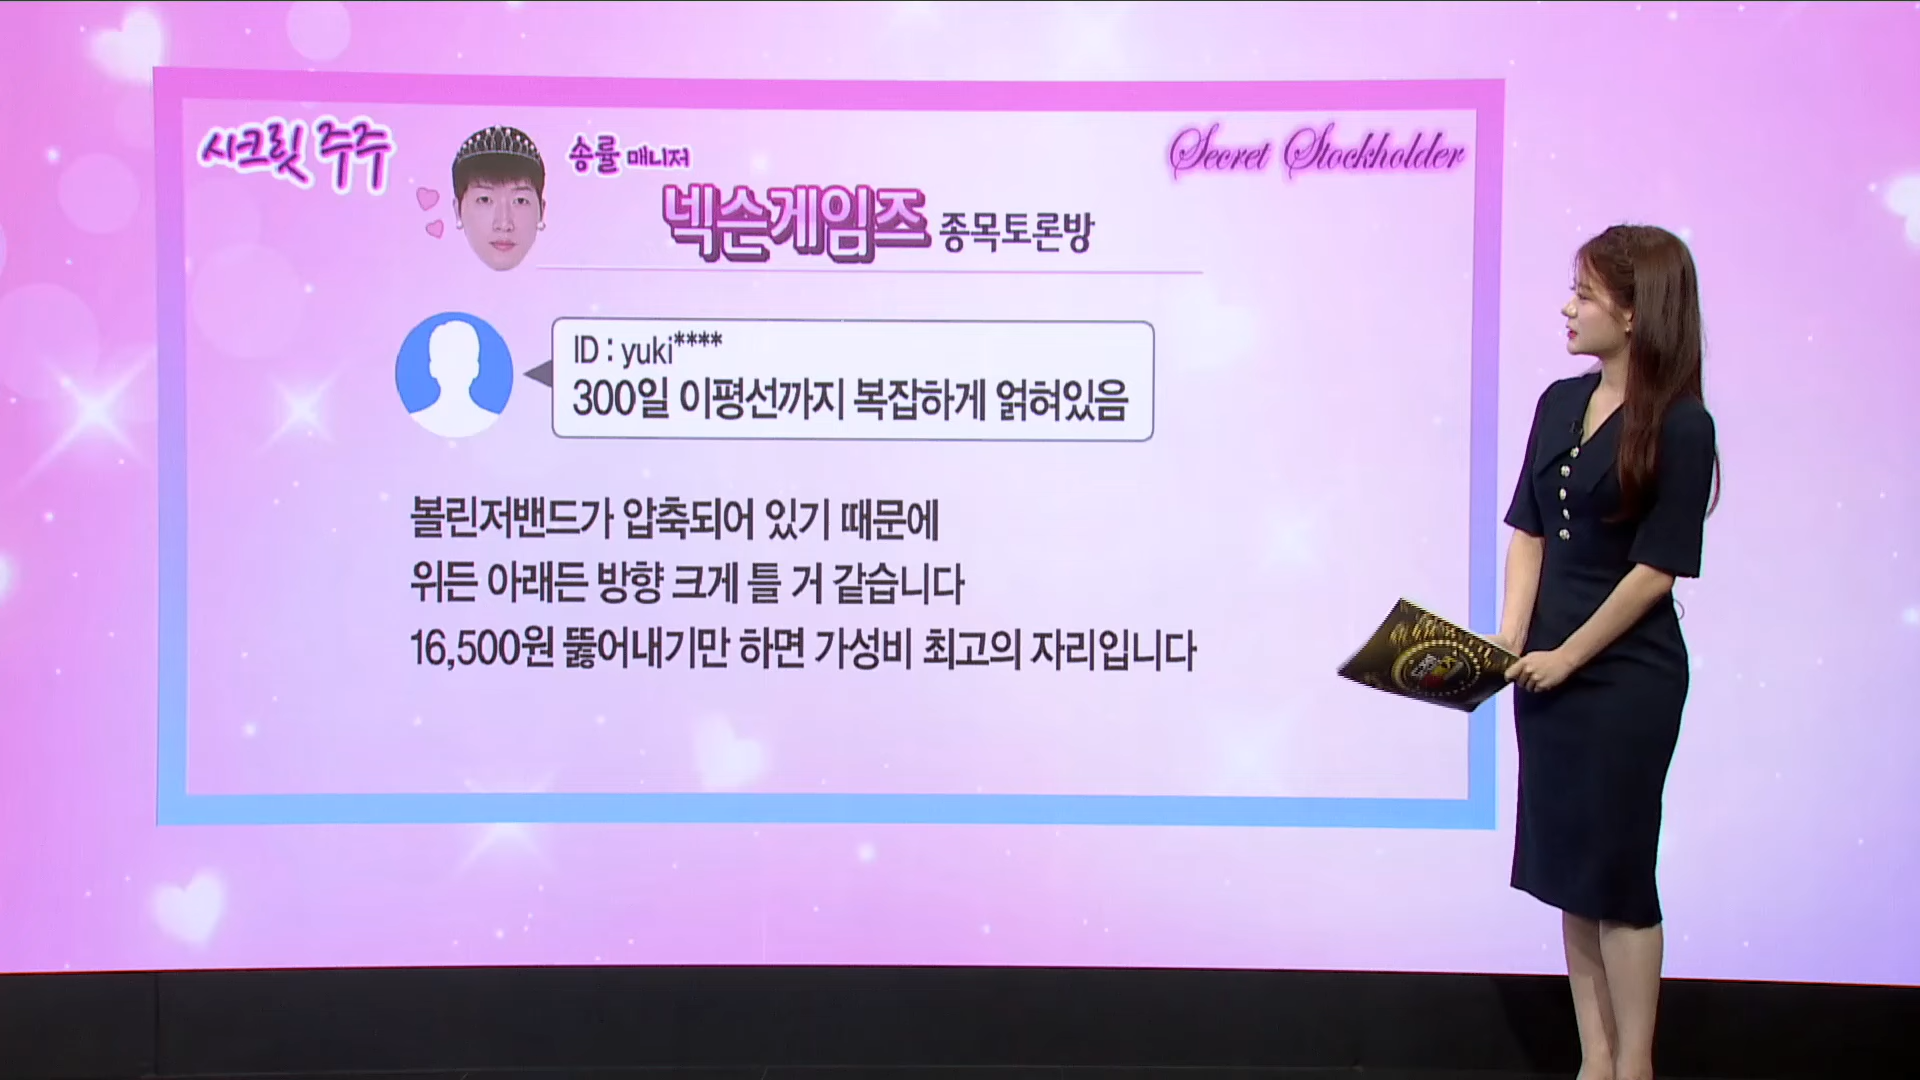 시크릿 주주
송률 매니저
Secret Stockholder
넥슨게임즈 종목토론방
ID : yuki****
300일 이평선까지 복잡하게 얽혀있음
볼린저밴드가 압축되어 있기 때문에
위든 아래든 방향 크게 틀 거 같습니다
16,500원 뚫어내기만 하면 가성비 최고의 자리입니다